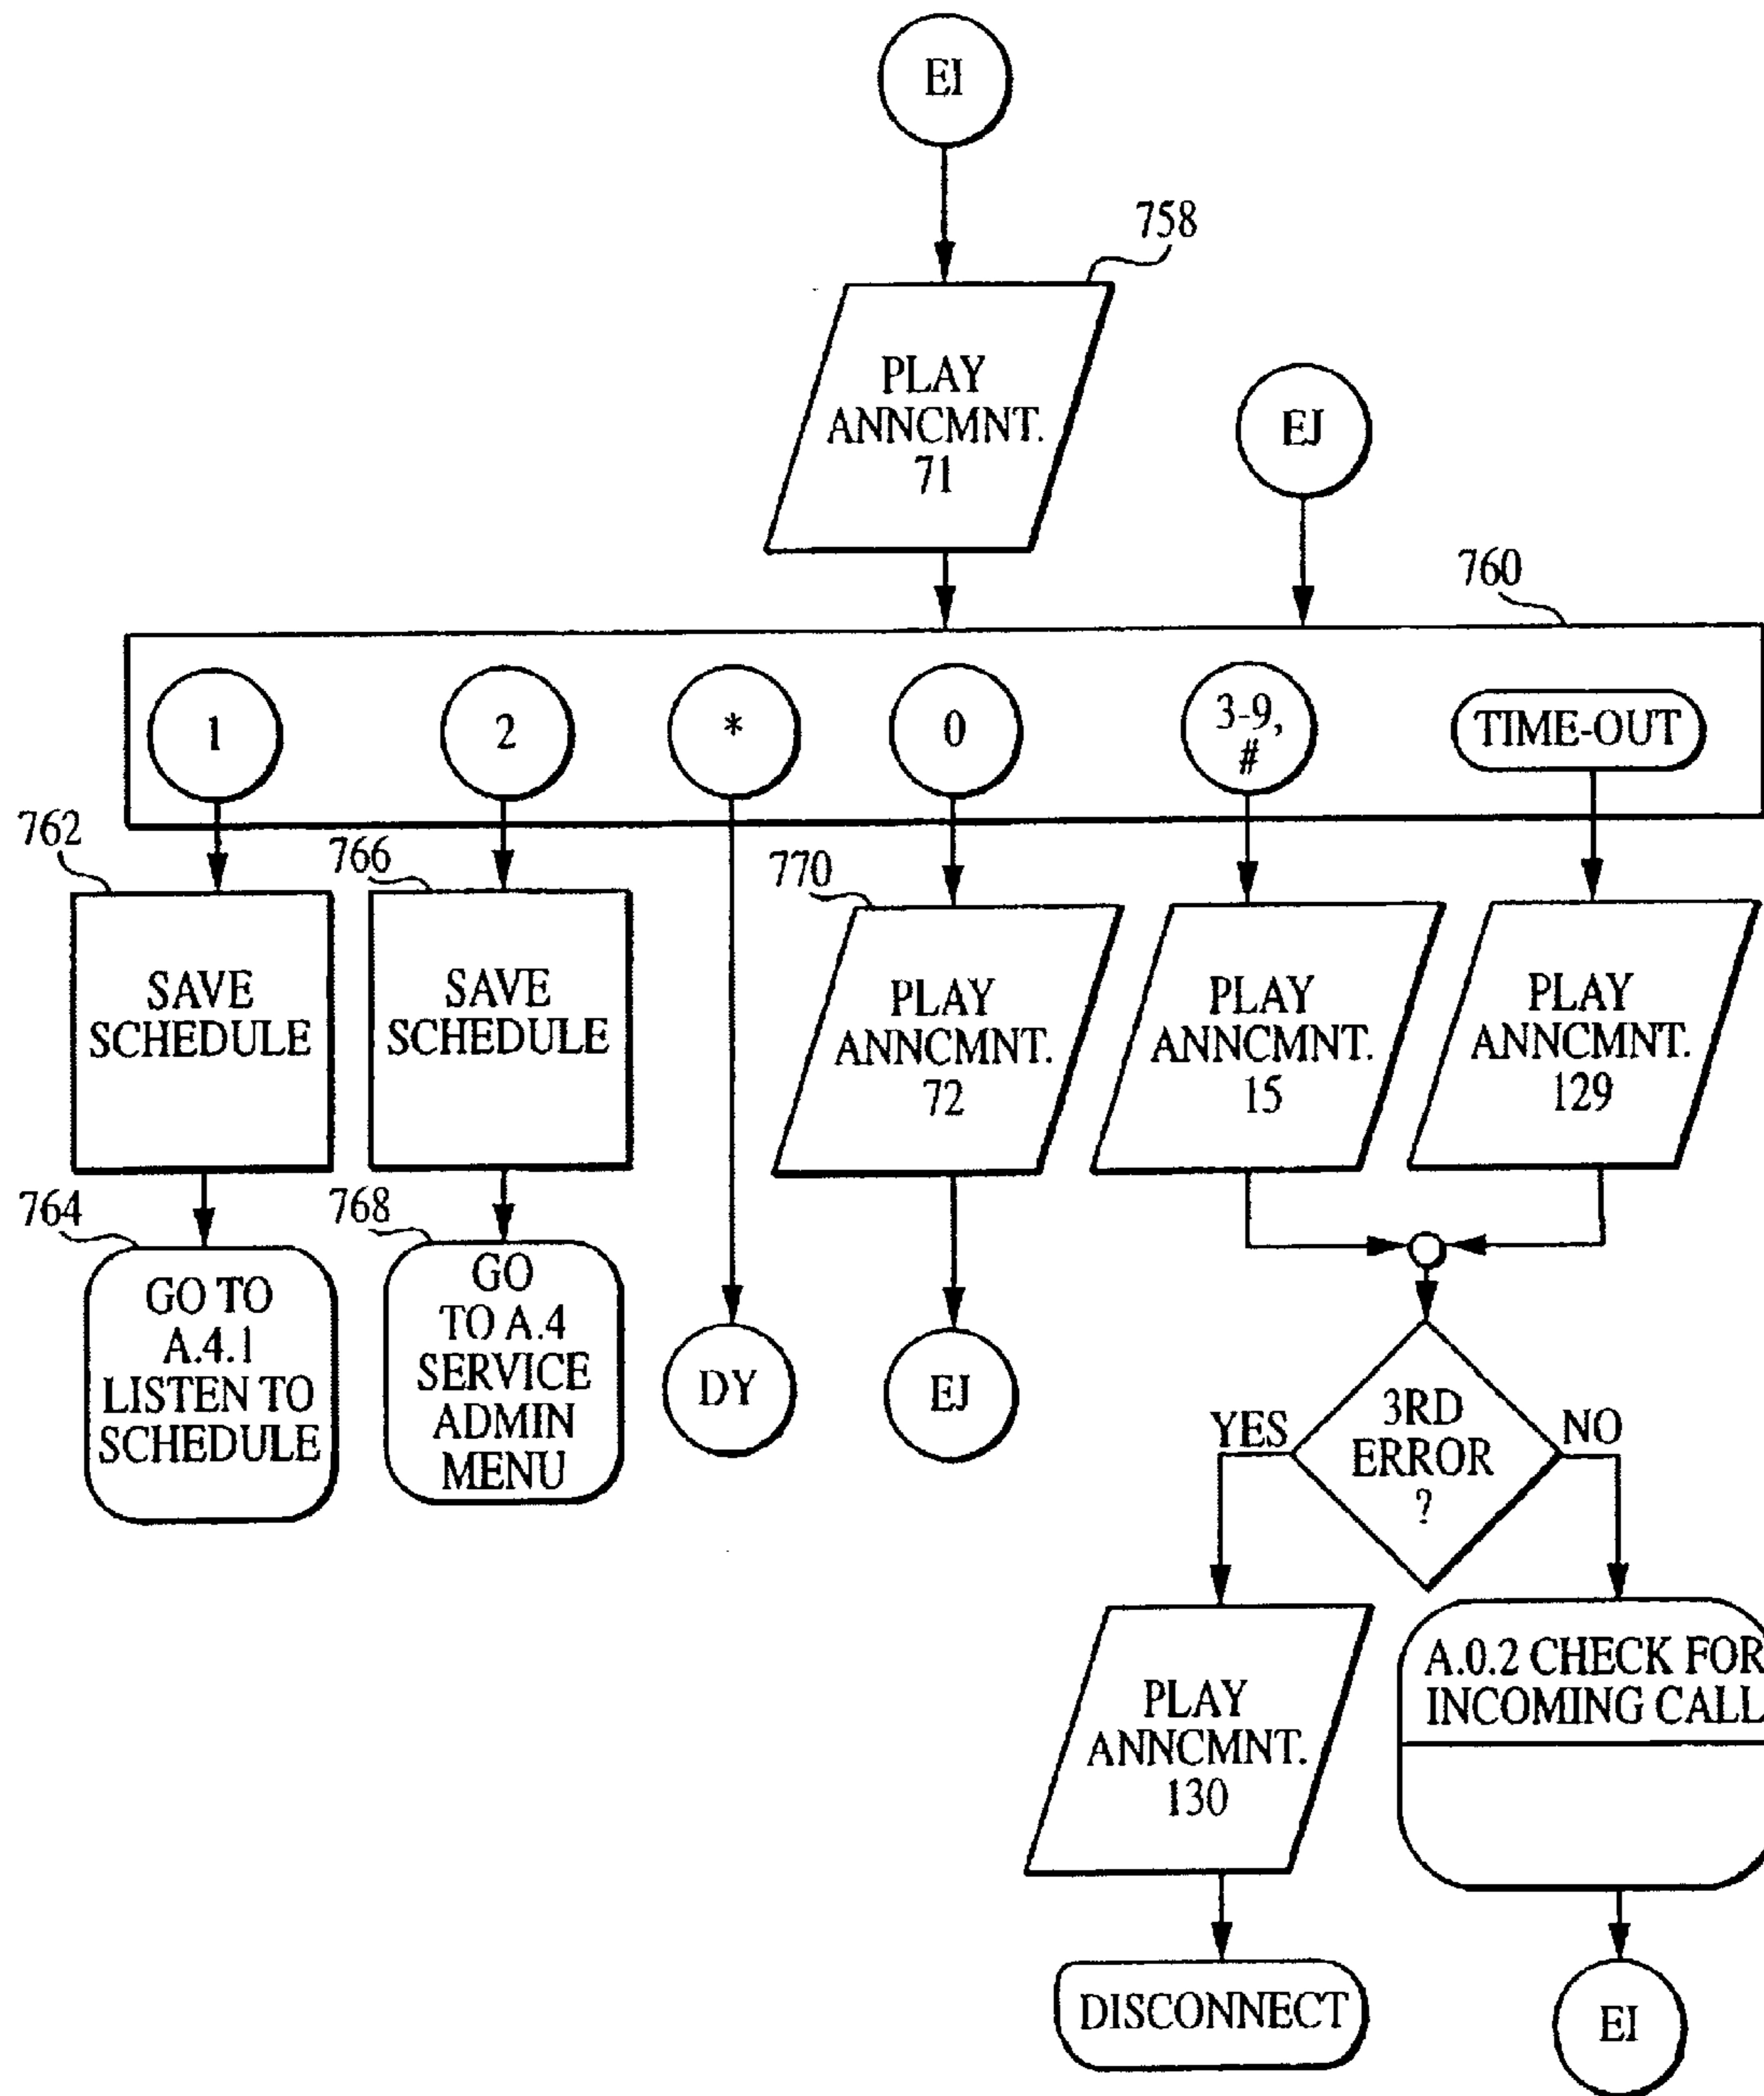 EI
758
PLAY
ANNCMNT.
71
EJ
760
1
2
*
0
3-9,
#
TIME-OUT
762
766
770
SAVE
SCHEDULE
SAVE
SCHEDULE
PLAY
ANNCMNT.
72
PLAY
ANNCMNT.
15
PLAY
ANNCMNT.
129
764
768
GO TO
A.4.1
LISTEN TO
SCHEDULE
GO
TO A.4
SERVICE
ADMIN
MENU
DY
EJ
3RD
ERROR
?
YES
NO
PLAY
ANNCMNT.
130
A.0.2 CHECK FOR
INCOMING CALL
DISCONNECT
EI